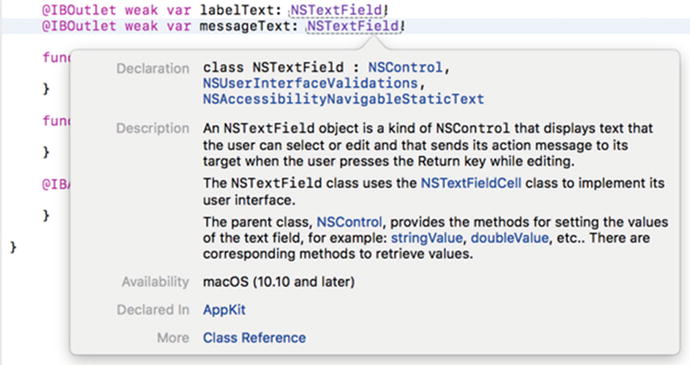 @IBOutlet weak var labelText: NSTextField!
@IBOutlet weak var messageText: NSTextField!
func
Declaration class NSTextField : NSControl,
NSUserInterfaceValidations,
NSAccessibilityNavigableStaticText
}
func
Description An NSTextField object is a kind of NSControl that displays text that
the user can select or edit and that sends its action message to its
target when the user presses the Return key while editing.
}
@IBA
The NSTextField class uses the NSTextFieldCell class to implement its
user interface.
}
The parent class, NSControl, provides the methods for setting the values
of the text field, for example: stringValue, doubleValue, etc.. There are
corresponding methods to retrieve values.
}
Availability macOS (10.10 and later)
Declared In AppKit
More Class Reference